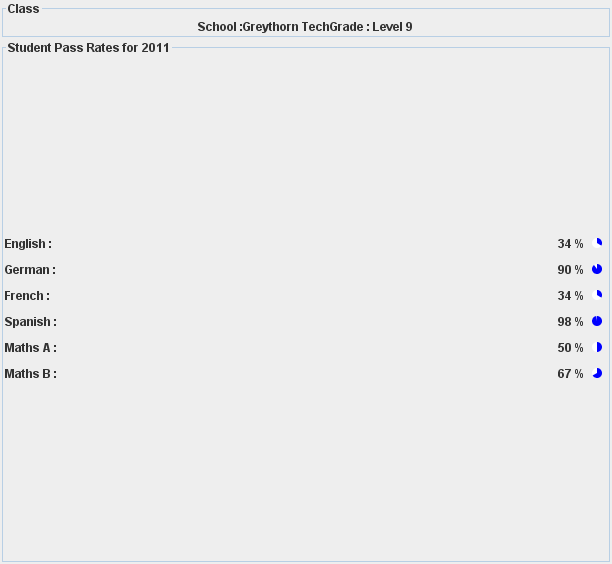 Class
School :Greythorn TechGrade : Level 9
Student Pass Rates for 2011
English : 34 %
German : 90 %
French : 34 %
Spanish : 98 %
Maths A : 50 %
Maths B : 67 %